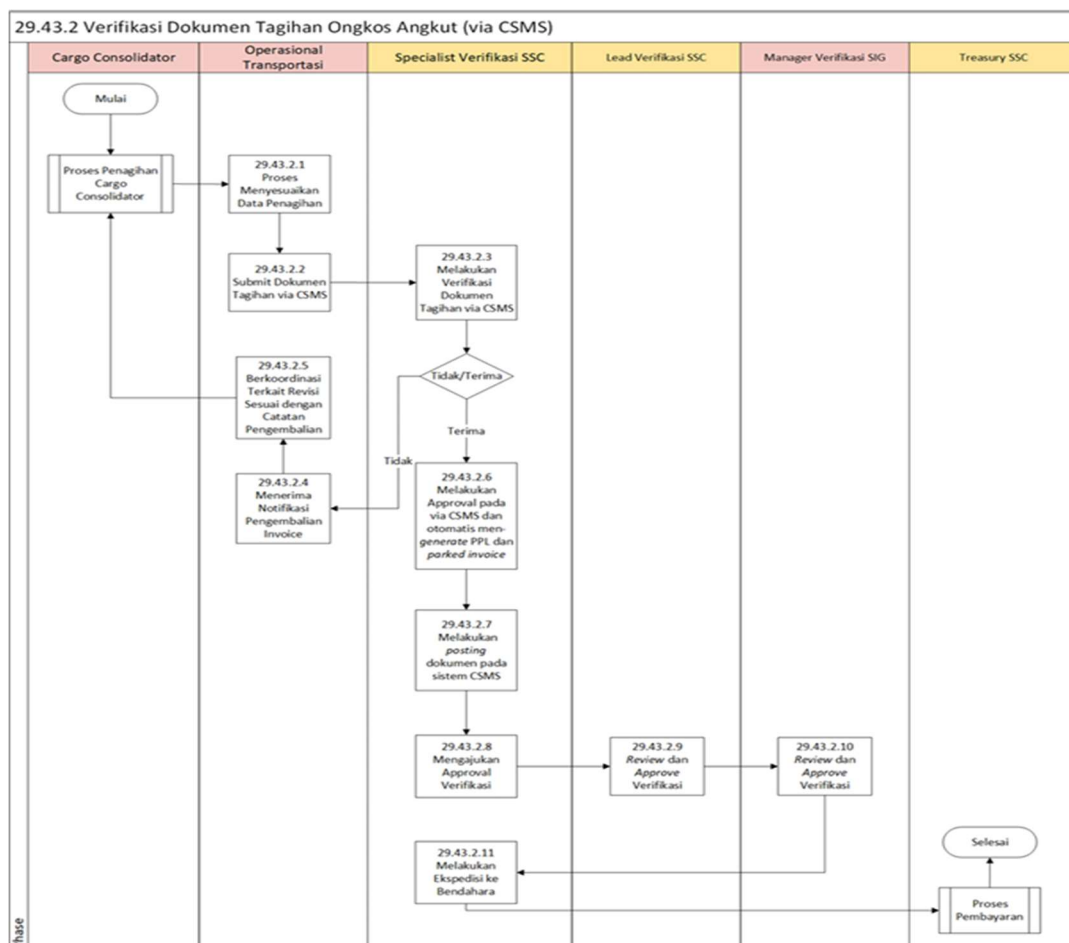 29.43.2 Verifikasi Dokumen Tagihan Ongkos Angkut (via CSMS)
Cargo Consolidator
Operasional
Transportasi
Specialist Verifikasi SSC
Lead Verifikasi SSC
Manager Verifikasi SIG
Treasury SSC
Mulai
Proses Penagihan
Cargo
Consolidator
29.43.2.1
Proses
Menyesuaikan
Data Penagihan
29.43.2.2
Submit Dokumen
Tagihan via CSMS
29.43.2.3
Melakukan
Verifikasi
Dokumen
Tagihan via CSMS
Tidak/Terima
29.43.2.5
Berkoordinasi
Terkait Revisi
Sesuai dengan
Catatan
Pengembalian
Terima
Tidak
29.43.2.4
Menerima
Notifikasi
Pengembalian
Invoice
29.43.2.6
Melakukan
Approval pada
via CSMS dan
otomatis men-
generate PPL dan
parked invoice
29.43.2.7
Melakukan
posting
dokumen pada
sistem CSMS
29.43.2.8
Mengajukan
Approval
Verifikasi
29.43.2.9
Review dan
Approve
Verifikasi
29.43.2.10
Review dan
Approve
Verifikasi
29.43.2.11
Melakukan
Ekspedisi ke
Bendahara
Selesai
Proses
Pembayaran